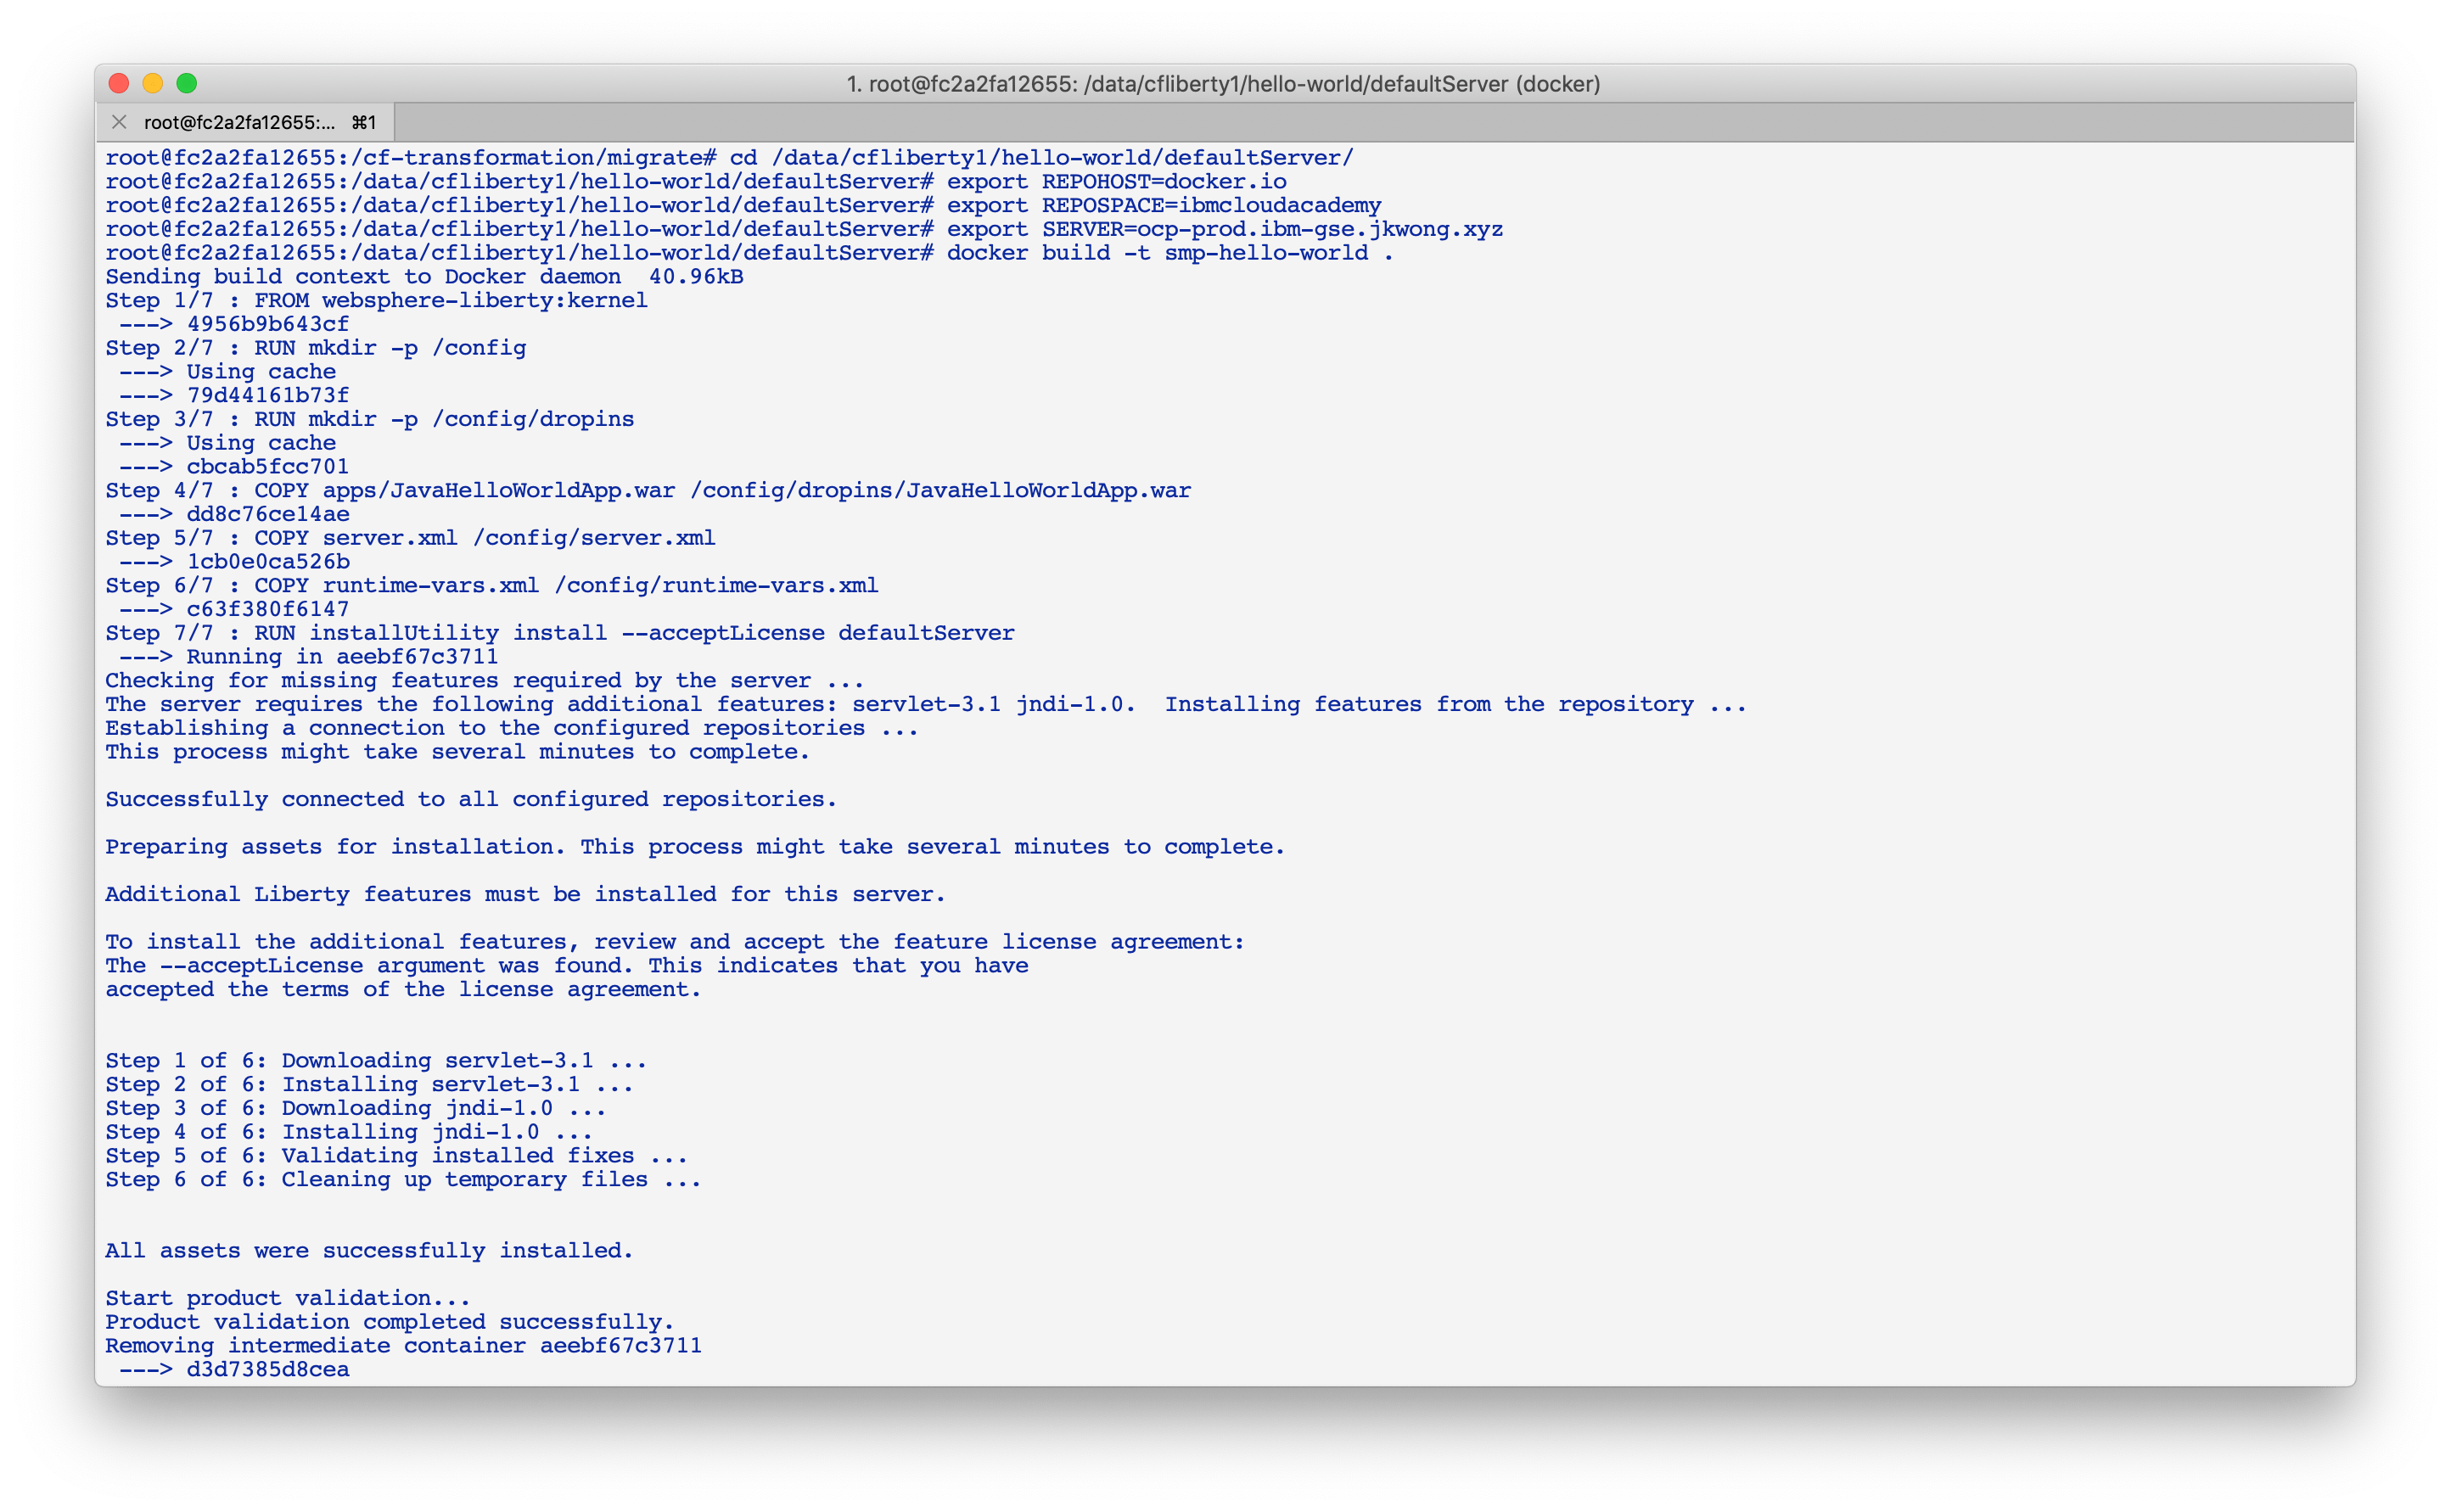 1. root@fc2a2fa12655: /data/cfliberty1/hello-world/defaultServer (docker)
root@fc2a2fa12655:... ⌘1
root@fc2a2fa12655:/cf-transformation/migrate# cd /data/cfliberty1/hello-world/defaultServer/
root@fc2a2fa12655:/data/cfliberty1/hello-world/defaultServer# export REPOHOST=docker.io
root@fc2a2fa12655:/data/cfliberty1/hello-world/defaultServer# export REPOSPACE=ibmcloudacademy
root@fc2a2fa12655:/data/cfliberty1/hello-world/defaultServer# export SERVER=ocp-prod.ibm-gse.jkwong.xyz
root@fc2a2fa12655:/data/cfliberty1/hello-world/defaultServer# docker build -t smp-hello-world .
Sending build context to Docker daemon  40.96kB
Step 1/7 : FROM websphere-liberty:kernel
 ---> 4956b9b643cf
Step 2/7 : RUN mkdir -p /config
 ---> Using cache
 ---> 79d44161b73f
Step 3/7 : RUN mkdir -p /config/dropins
 ---> Using cache
 ---> cbcab5fcc701
Step 4/7 : COPY apps/JavaHelloWorldApp.war /config/dropins/JavaHelloWorldApp.war
 ---> dd8c76ce14ae
Step 5/7 : COPY server.xml /config/server.xml
 ---> 1cb0e0ca526b
Step 6/7 : COPY runtime-vars.xml /config/runtime-vars.xml
 ---> c63f380f6147
Step 7/7 : RUN installUtility install --acceptLicense defaultServer
 ---> Running in aeebf67c3711
Checking for missing features required by the server ...
The server requires the following additional features: servlet-3.1 jndi-1.0.  Installing features from the repository ...
Establishing a connection to the configured repositories ...
This process might take several minutes to complete.
Successfully connected to all configured repositories.
Preparing assets for installation. This process might take several minutes to complete.
Additional Liberty features must be installed for this server.
To install the additional features, review and accept the feature license agreement:
The --acceptLicense argument was found. This indicates that you have
accepted the terms of the license agreement.
Step 1 of 6: Downloading servlet-3.1 ...
Step 2 of 6: Installing servlet-3.1 ...
Step 3 of 6: Downloading jndi-1.0 ...
Step 4 of 6: Installing jndi-1.0 ...
Step 5 of 6: Validating installed fixes ...
Step 6 of 6: Cleaning up temporary files ...
All assets were successfully installed.
Start product validation...
Product validation completed successfully.
Removing intermediate container aeebf67c3711
 ---> d3d7385d8cea